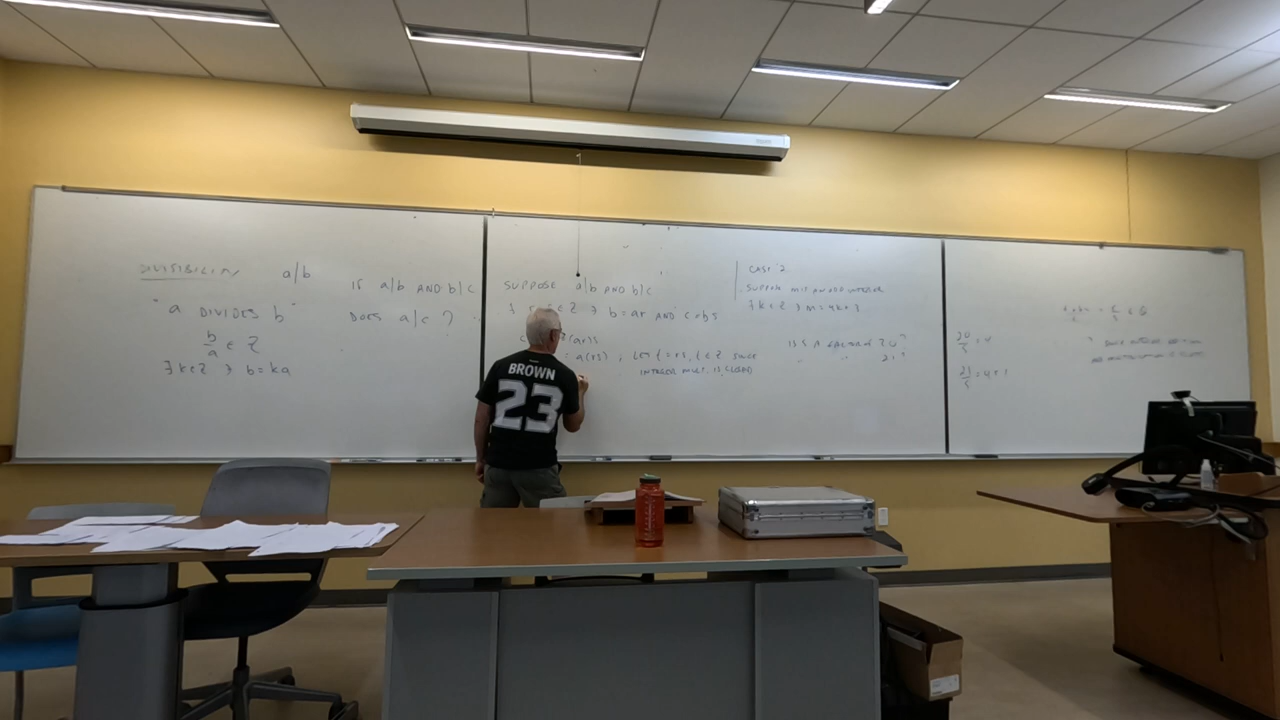 DIVISIBILITY a/b
"a DIVIDES b"
b/a ∈ Z
∃ k∈Z ∋ b=ka
IF a/b AND b/c
DOES a/c ?
SUPPOSE a/b AND b/c
∋ b=ar AND c=bs
(ar)s
= a(rs) , LET t=rs, t∈Z SINCE
INTEGER MULT. IS CLOSED
BROWN
23
CASE 2
SUPPOSE M IS AN ODD INTEGER
∃ k∈Z ∋ m=4k+3
IS 5 A FACTOR OF 20?
" " 21?
20/5 = 4
21/5 = 4 r 1